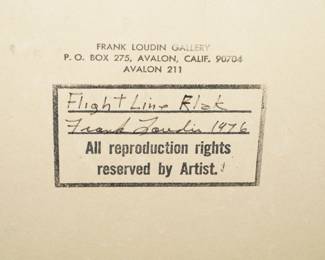 FRANK LOUDIN GALLERY
P. O. BOX 275, AVALON, CALIF. 90704
AVALON 211
Flight Line
Frank Loudin 1976
All reproduction rights
reserved by Artist.